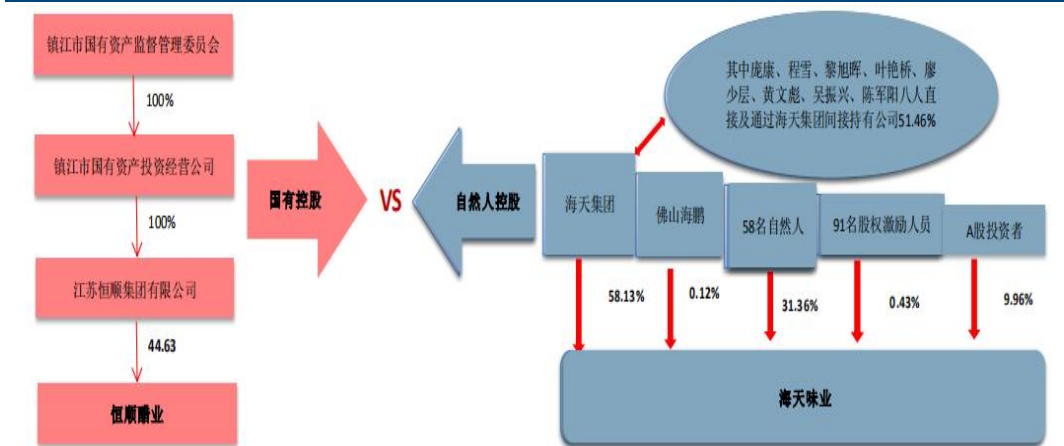 镇江市国有资产监督管理委员会
100%
镇江市国有资产投资经营公司
100%
江苏恒顺集团有限公司
44.63
恒顺醋业
国有控股
VS
自然人控股
其中庞康、程雪、黎旭晖、叶艳桥、廖
少层、黄文彪、吴振兴、陈军阳八人直
接及通过海天集团间接持有公司51.46%
海天集团
佛山海鹏
58名自然人
91名股权激励人员
A股投资者
58.13%
0.12%
31.36%
0.43%
9.96%
海天味业